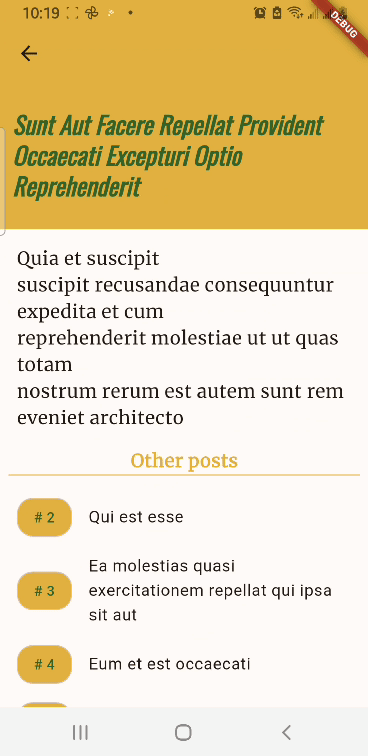 10:19
DEBUG
Sunt Aut Facere Repellat Provident
Occaecati Excepturi Optio
Reprehenderit
Quia et suscipit
suscipit recusandae consequuntur
expedita et cum
reprehenderit molestiae ut ut quas
totam
nostrum rerum est autem sunt rem
eveniet architecto
Other posts
# 2 Qui est esse
Ea molestias quasi
# 3 exercitationem repellat qui ipsa
sit aut
# 4 Eum et est occaecati